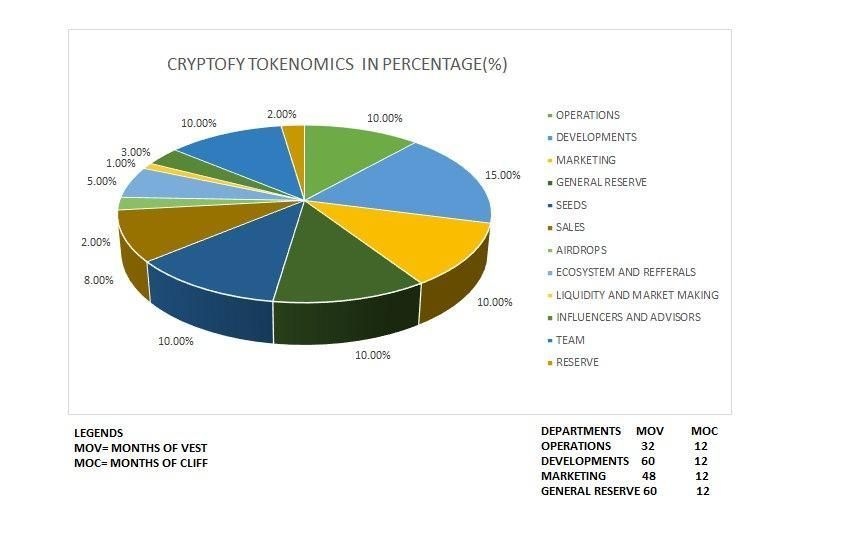 CRYPTOFY TOKENOMICS IN PERCENTAGE(%)
2.00%
10.00%
10.00%
3.00%
1.00%
15.00%
5.00%
2.00%
8.00%
10.00%
10.00%
10.00%
OPERATIONS
DEVELOPMENTS
MARKETING
GENERAL RESERVE
SEEDS
SALES
AIRDROPS
ECOSYSTEM AND REFFERALS
LIQUIDITY AND MARKET MAKING
INFLUENCERS AND ADVISORS
TEAM
RESERVE
LEGENDS
MOV= MONTHS OF VEST
MOC= MONTHS OF CLIFF
DEPARTMENTS MOV MOC
OPERATIONS 32 12
DEVELOPMENTS 60 12
MARKETING 48 12
GENERAL RESERVE 60 12